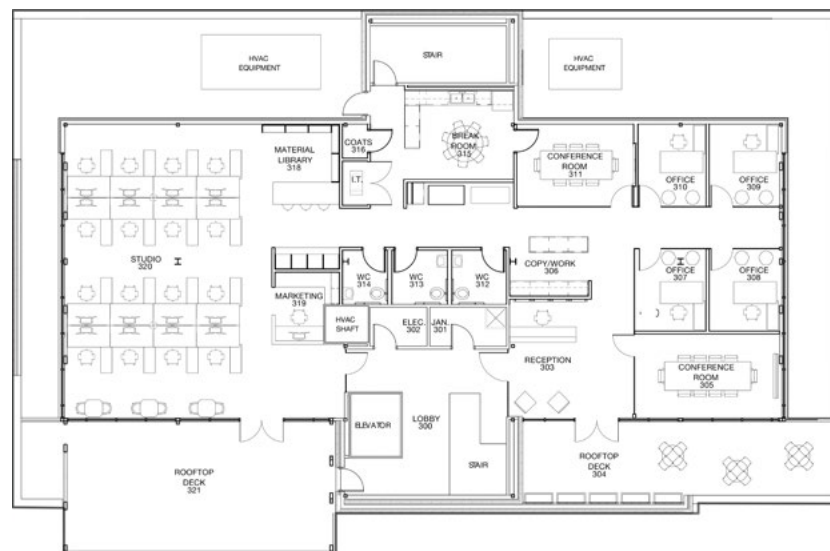 HVAC
EQUIPMENT
STAIR
HVAC
EQUIPMENT
COATS
316
MATERIAL
LIBRARY
318
BREAK
ROOM
315
I.T.
CONFERENCE
ROOM
311
OFFICE
310
OFFICE
309
STUDIO
320
WC
314
WC
313
WC
312
COPY/WORK
306
OFFICE
307
OFFICE
308
MARKETING
319
HVAC
SHAFT
ELEC.
302
JAN.
301
RECEPTION
303
CONFERENCE
ROOM
305
LOBBY
300
ELEVATOR
STAIR
ROOFTOP
DECK
321
ROOFTOP
DECK
304